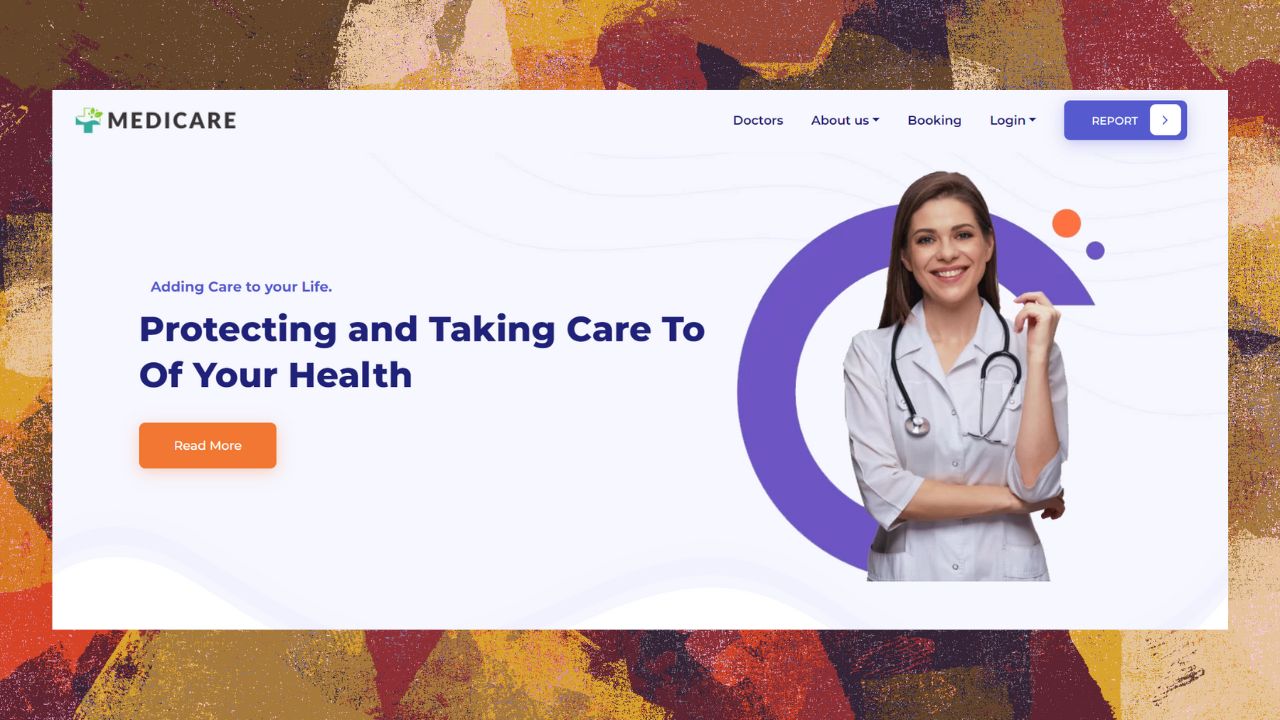 MEDICARE
Doctors
About us
Booking
Login
REPORT
Adding Care to your Life.
Protecting and Taking Care To
Of Your Health
Read More